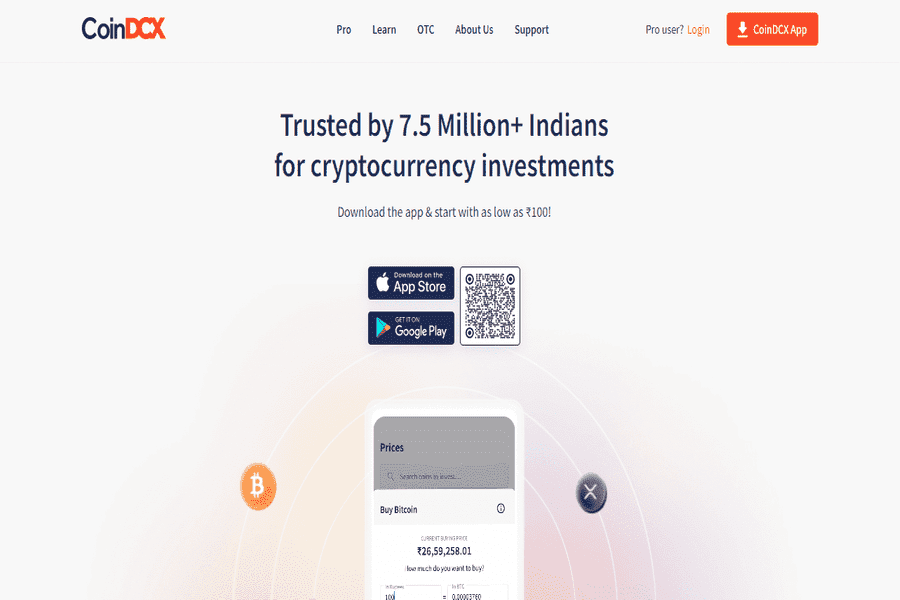 CoinDCX
Pro
Learn
OTC
About Us
Support
Pro user? Login
CoinDCX App
Trusted by 7.5 Million+ Indians
for cryptocurrency investments
Download the app & start with as low as ₹100!
Download on the
App Store
GET IT ON
Google Play
Prices
Search coins to invest....
Buy Bitcoin
CURRENT BUYING PRICE
₹26,59,258.01
How much do you want to buy?
In BTC
100
=
0.00003760